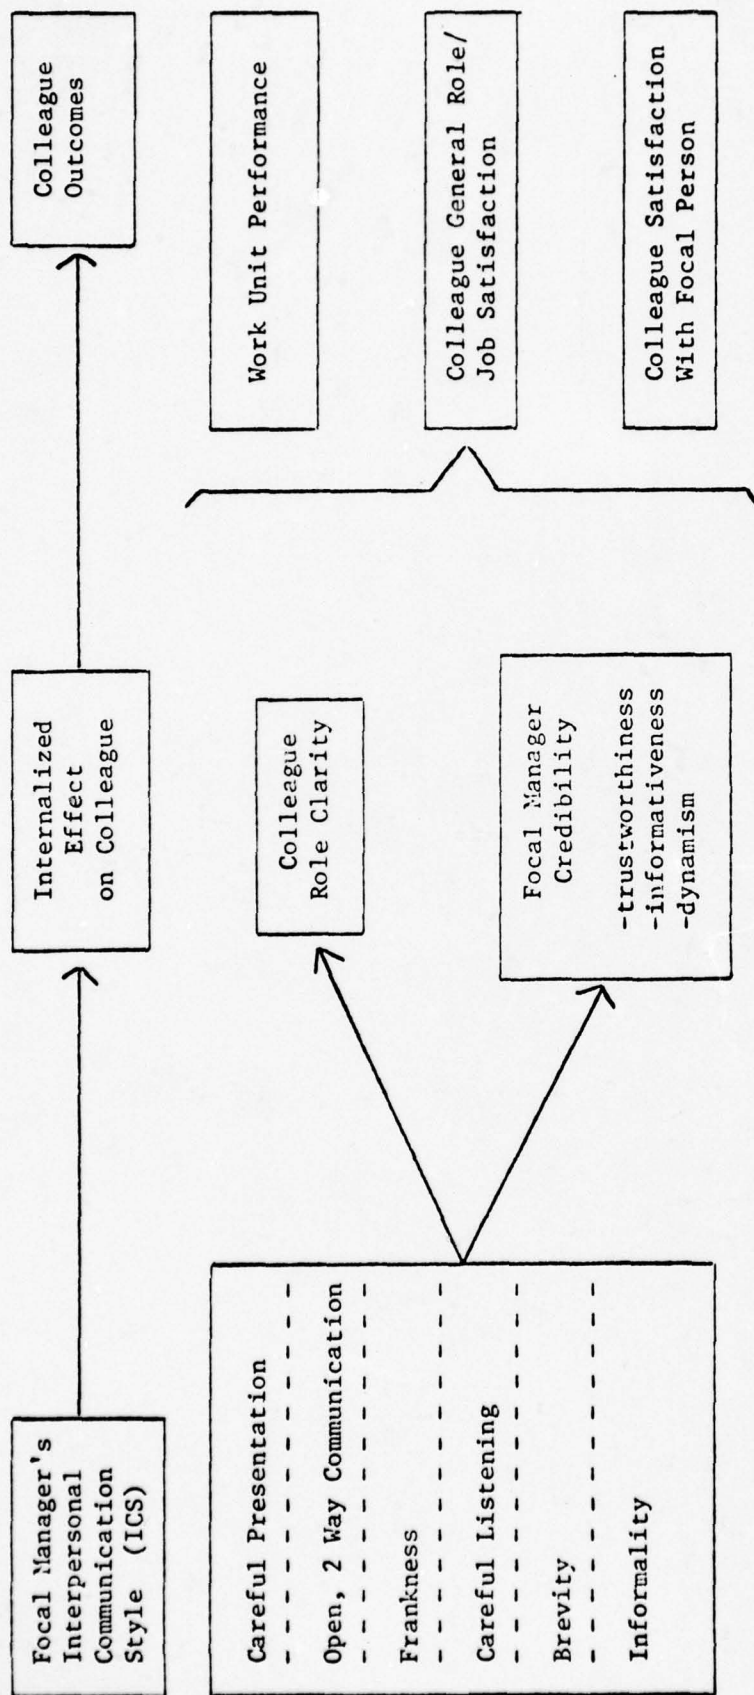 Focal Manager's
Interpersonal
Communication
Style (ICS)
Internalized
Effect
on Colleague
Colleague
Outcomes
Careful Presentation
Open, 2 Way Communication
Frankness
Careful Listening
Brevity
Informality
Colleague
Role Clarity
Focal Manager
Credibility
-trustworthiness
-informativeness
-dynamism
Work Unit Performance
Colleague General Role/
Job Satisfaction
Colleague Satisfaction
With Focal Person